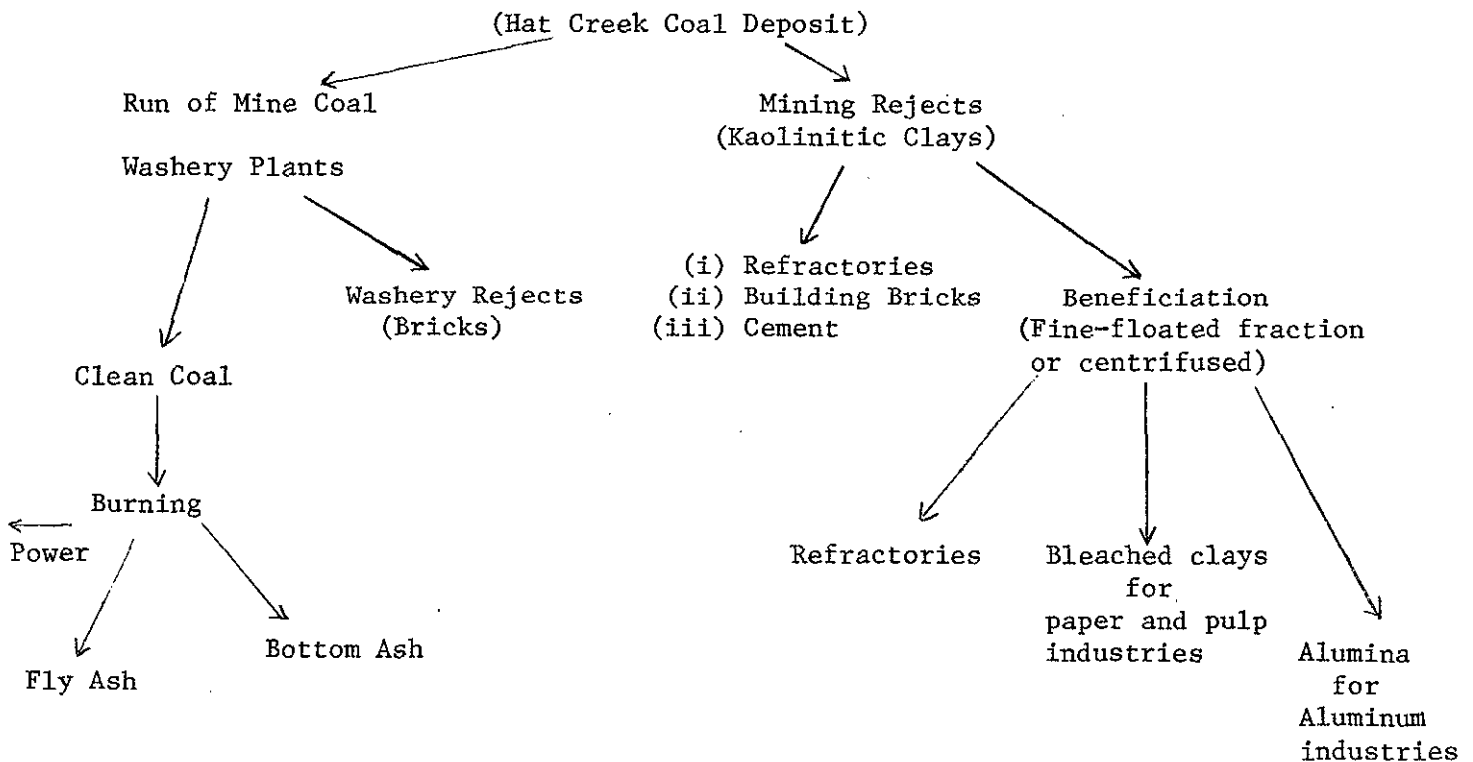 (Hat Creek Coal Deposit)
Run of Mine Coal
Washery Plants
Mining Rejects
(Kaolinitic Clays)
Washery Rejects
(Bricks)
(i) Refractories
(ii) Building Bricks
(iii) Cement
Beneficiation
(Fine-floated fraction
or centrifused)
Clean Coal
Burning
Power
Fly Ash
Bottom Ash
Refractories
Bleached clays
for
paper and pulp
industries
Alumina
for
Aluminum
industries